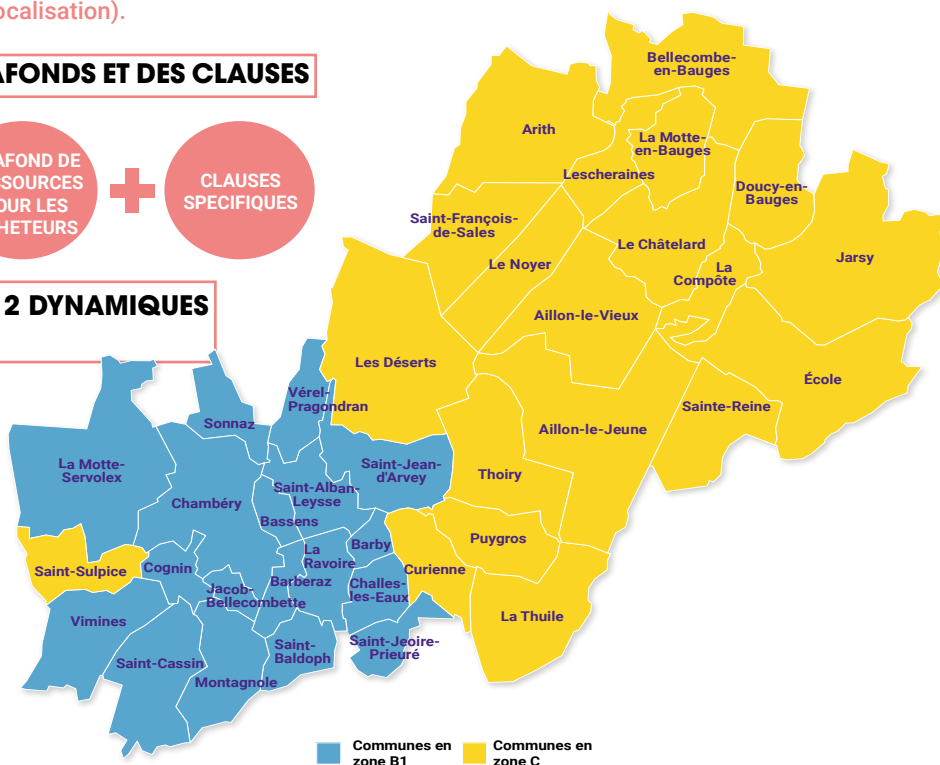 ocalisation).
AFONDS ET DES CLAUSES
AFOND DE
SOURCES
OUR LES
HETEURS
CLAUSES
SPECIFIQUES
2 DYNAMIQUES
Bellecombe-
en-Bauges
Arith
La Motte-
en-Bauges
Lescheraines
Doucy-en-
Bauges
Saint-François-
de-Sales
Le Châtelard
Le Noyer
La
Compôte
Jarsy
Aillon-le-Vieux
Les Déserts
École
Vérel-
Pragondran
Sainte-Reine
Sonnaz
Aillon-le-Jeune
La Motte-
Servolex
Saint-Jean-
d'Arvey
Thoiry
Chambéry
Saint-Alban-
Leysse
Bassens
Puygros
La
Ravoire
Barby
Saint-Sulpice
Cognin
Curienne
Barberaz
Challes-
les-Eaux
Jacob-
Bellecombette
La Thuile
Vimines
Saint-Cassin
Saint-
Baldoph
Saint-Jeoire-
Prieuré
Montagnole
Communes en
zone B1
Communes en
zone C